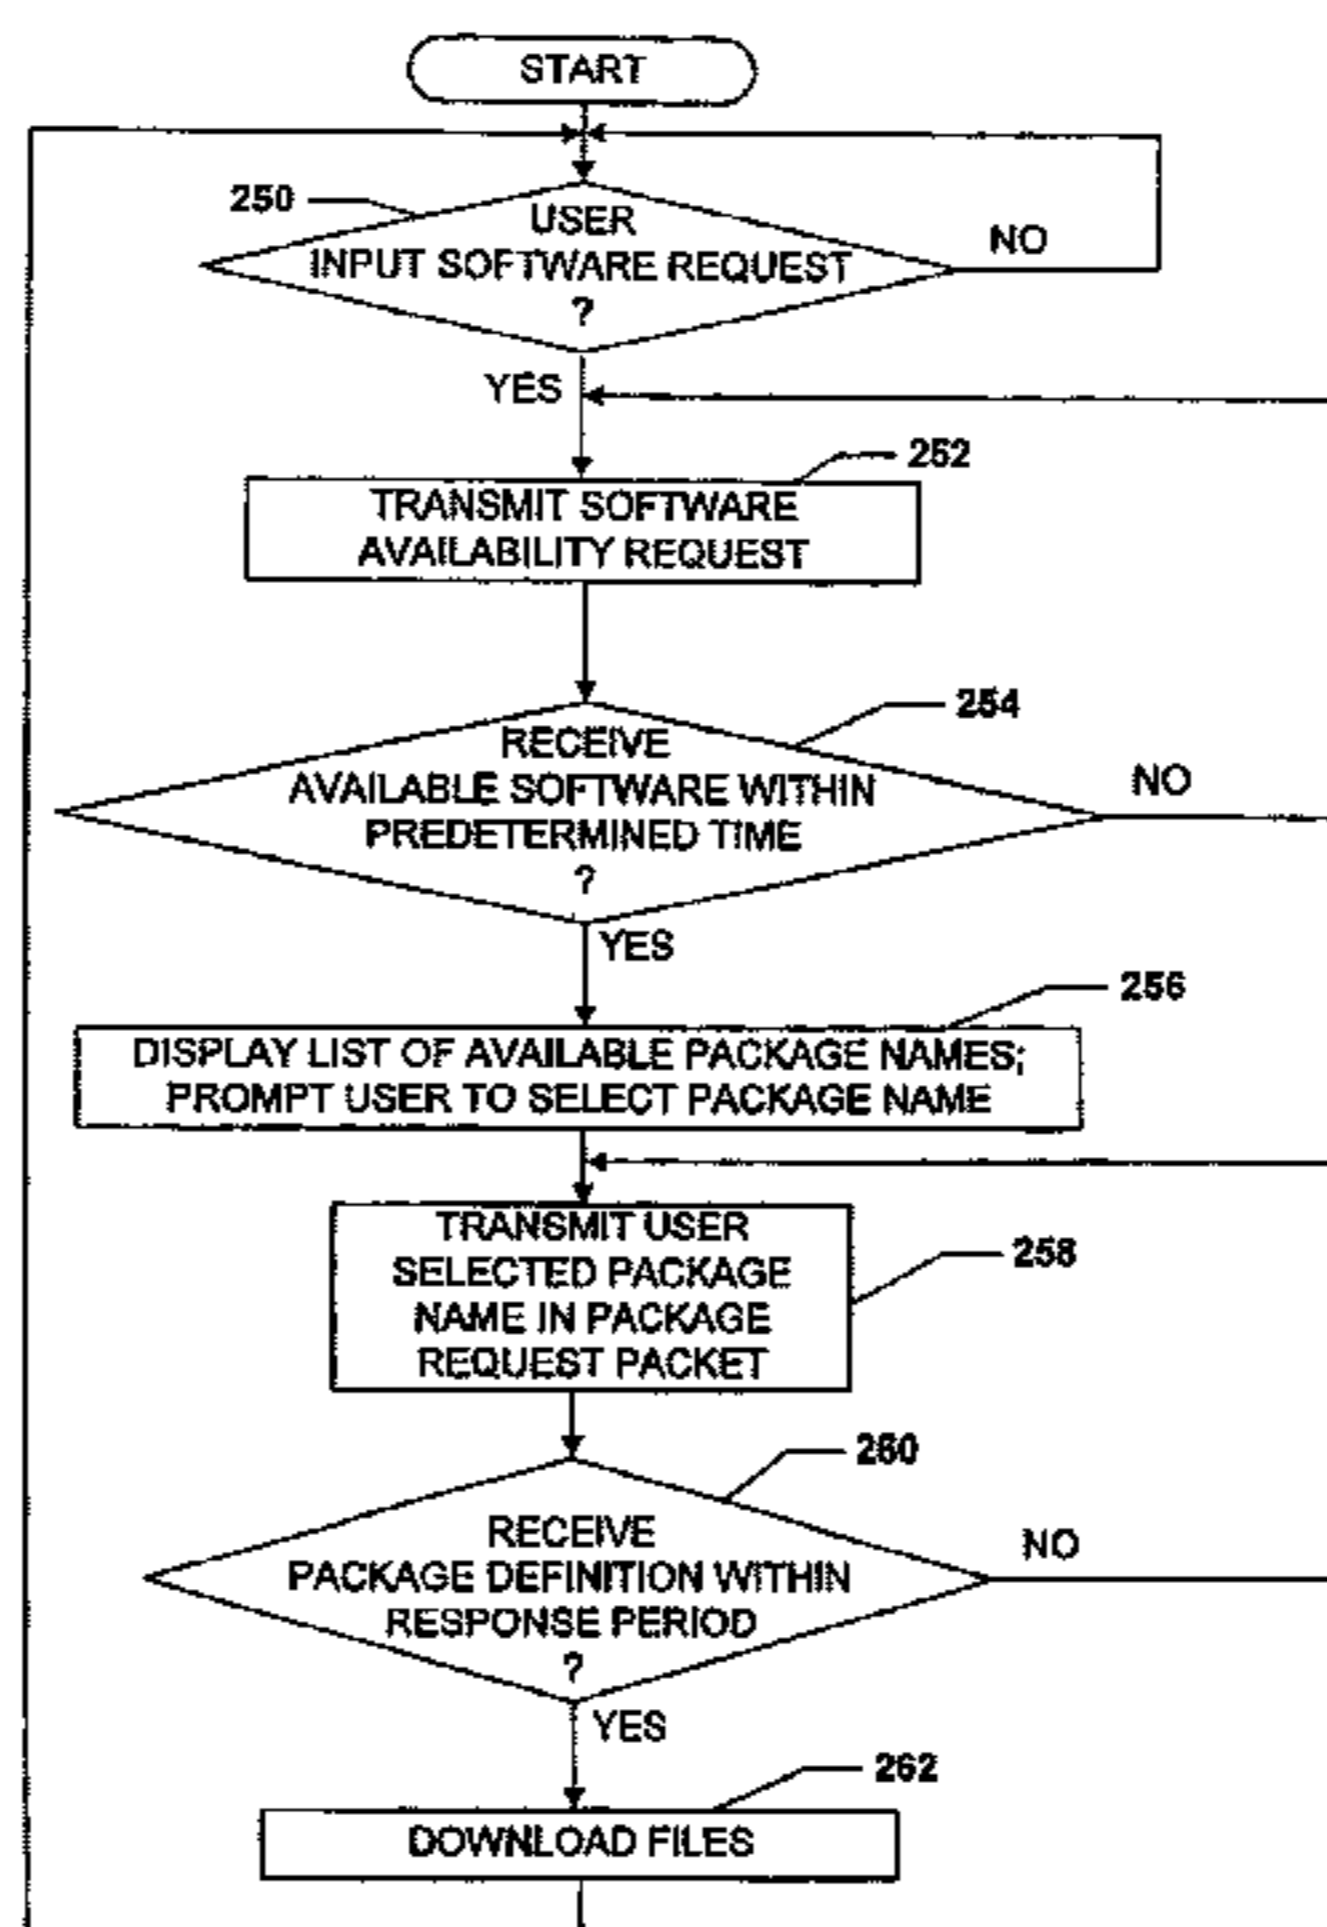 START
250
USER
INPUT SOFTWARE REQUEST
?
NO
YES
252
TRANSMIT SOFTWARE
AVAILABILITY REQUEST
254
RECEIVE
AVAILABLE SOFTWARE WITHIN
PREDETERMINED TIME
?
NO
YES
256
DISPLAY LIST OF AVAILABLE PACKAGE NAMES;
PROMPT USER TO SELECT PACKAGE NAME
TRANSMIT USER
SELECTED PACKAGE
NAME IN PACKAGE
REQUEST PACKET
258
260
RECEIVE
PACKAGE DEFINITION WITHIN
RESPONSE PERIOD
?
NO
YES
262
DOWNLOAD FILES